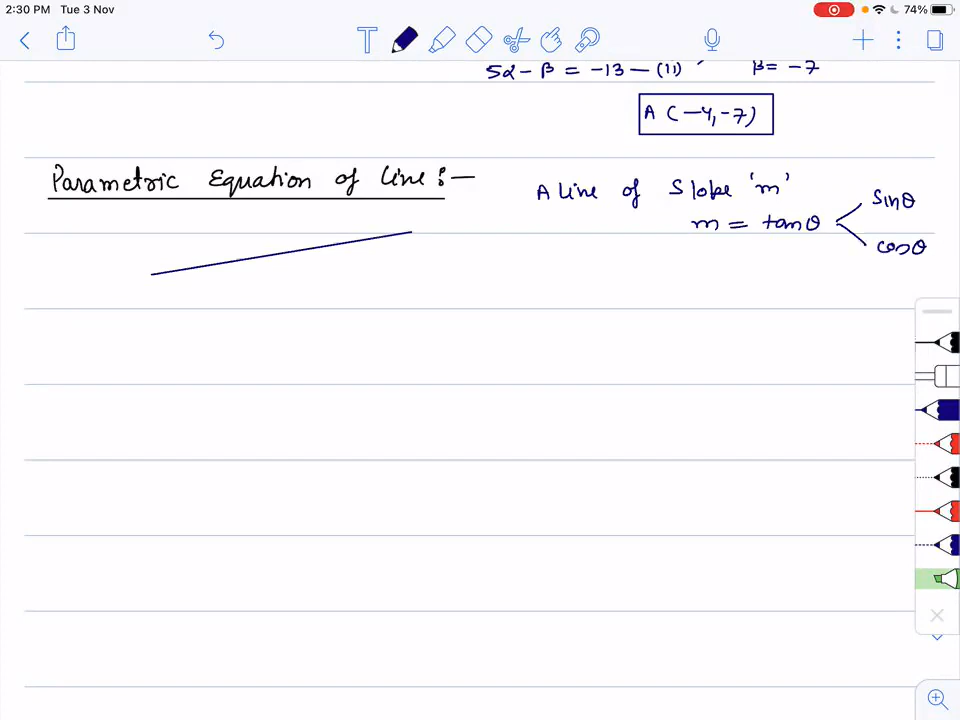 2:30 PM Tue 3 Nov
74%
5α - β = -13 - (11)
β = -7
A (-4, -7)
Parametric Equation of line :-
A line of Slope 'm'
m = tanθ
sinθ
cosθ